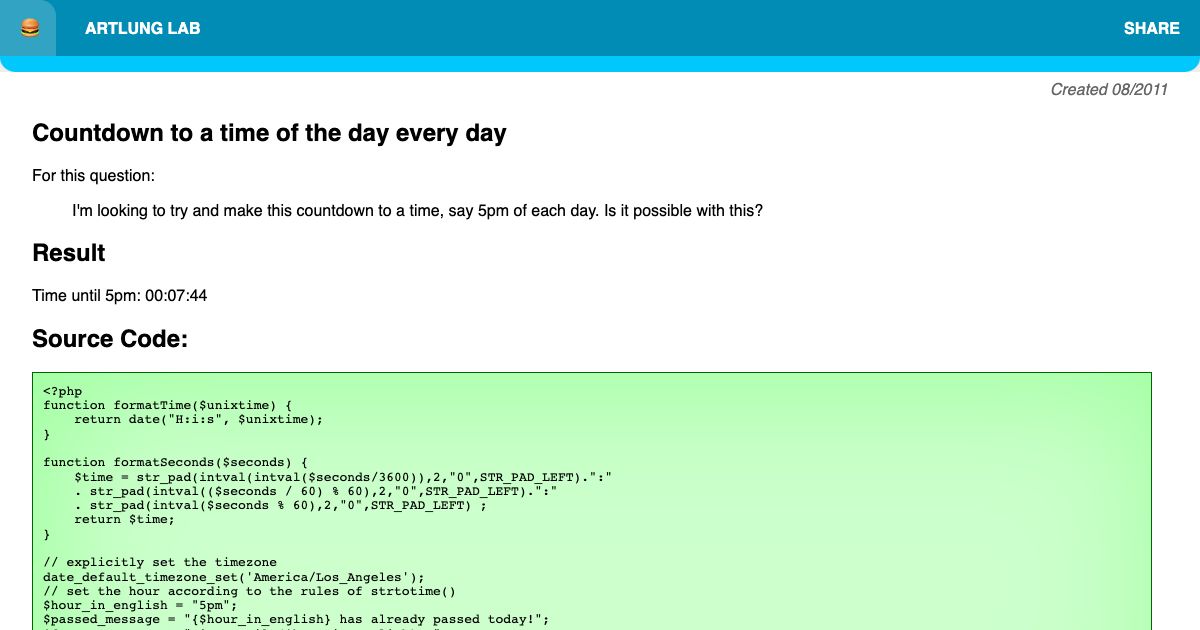 ARTLUNG LAB
SHARE
Created 08/2011
Countdown to a time of the day every day
For this question:
I'm looking to try and make this countdown to a time, say 5pm of each day. Is it possible with this?
Result
Time until 5pm: 00:07:44
Source Code:
<?php
function formatTime($unixtime) {
    return date("H:i:s", $unixtime);
}
function formatSeconds($seconds) {
    $time = str_pad(intval(intval($seconds/3600)),2,"0",STR_PAD_LEFT).":"
    . str_pad(intval(($seconds / 60) % 60),2,"0",STR_PAD_LEFT).":"
    . str_pad(intval($seconds % 60),2,"0",STR_PAD_LEFT) ;
    return $time;
}
// explicitly set the timezone
date_default_timezone_set('America/Los_Angeles');
// set the hour according to the rules of strtotime()
$hour_in_english = "5pm";
$passed_message = "{$hour_in_english} has already passed today!";